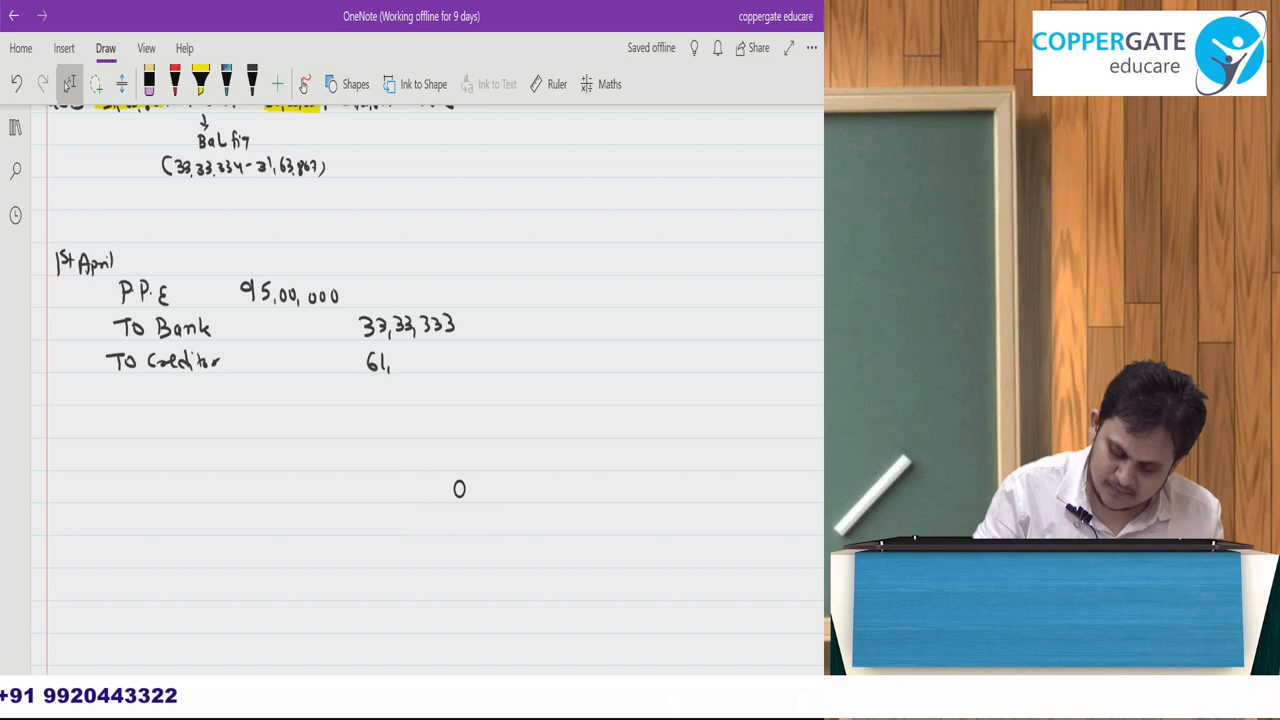 OneNote (Working offline for 9 days)
coppergate educare
Home Insert Draw View Help
Saved offline Share
Ink to Shape Shapes Ink to Text Ruler Maths
COPPERGATE
educare
Bal fig
(33,33,334 - 31,63,867)
1st April
P.P.E 95,00,000
To Bank 33,33,333
To Creditor 61,
0
+91 9920443322